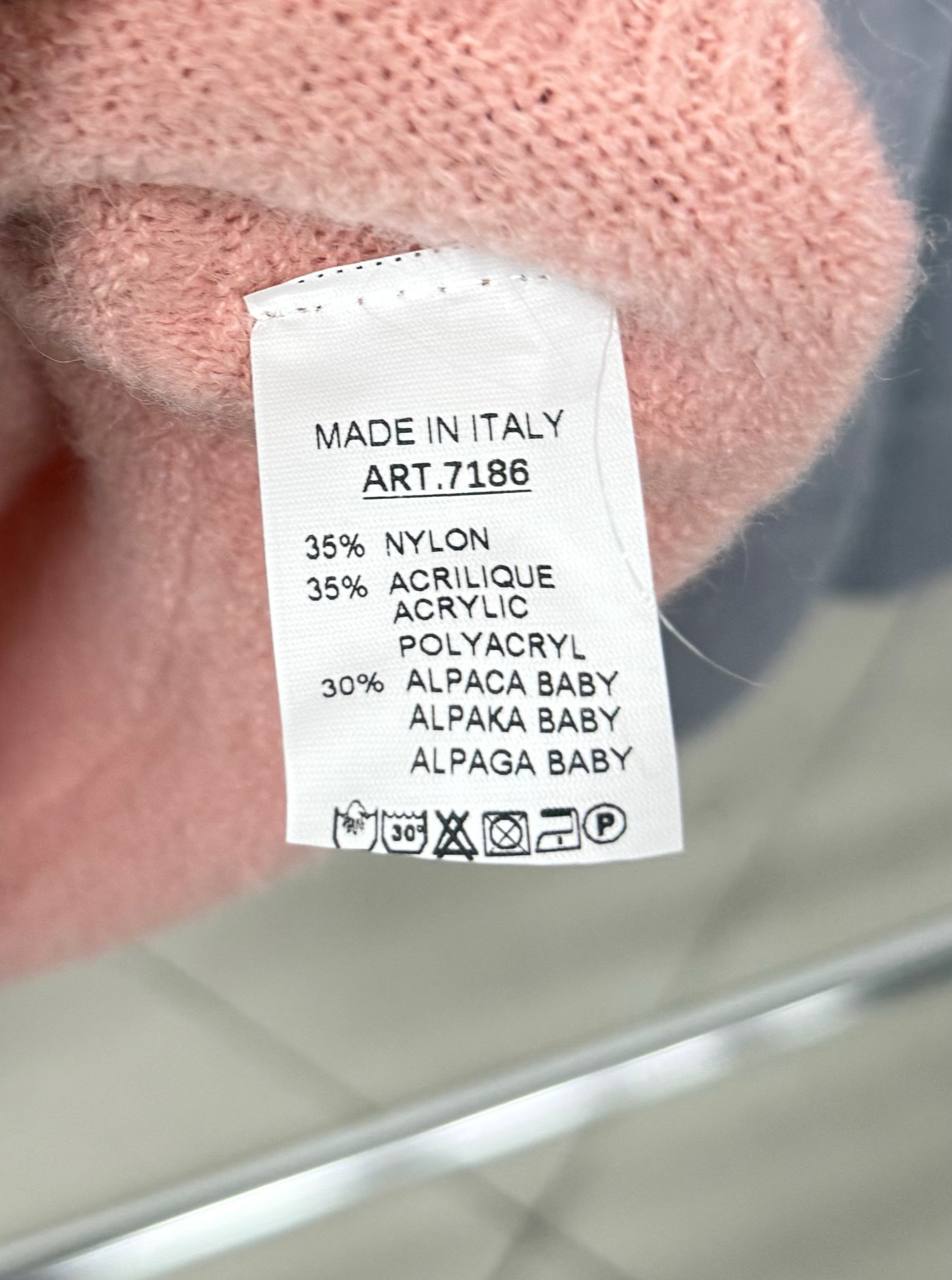 MADE IN ITALY
ART.7186
35% NYLON
35% ACRILIQUE
ACRYLIC
POLYACRYL
30% ALPACA BABY
ALPAKA BABY
ALPAGA BABY
30° P